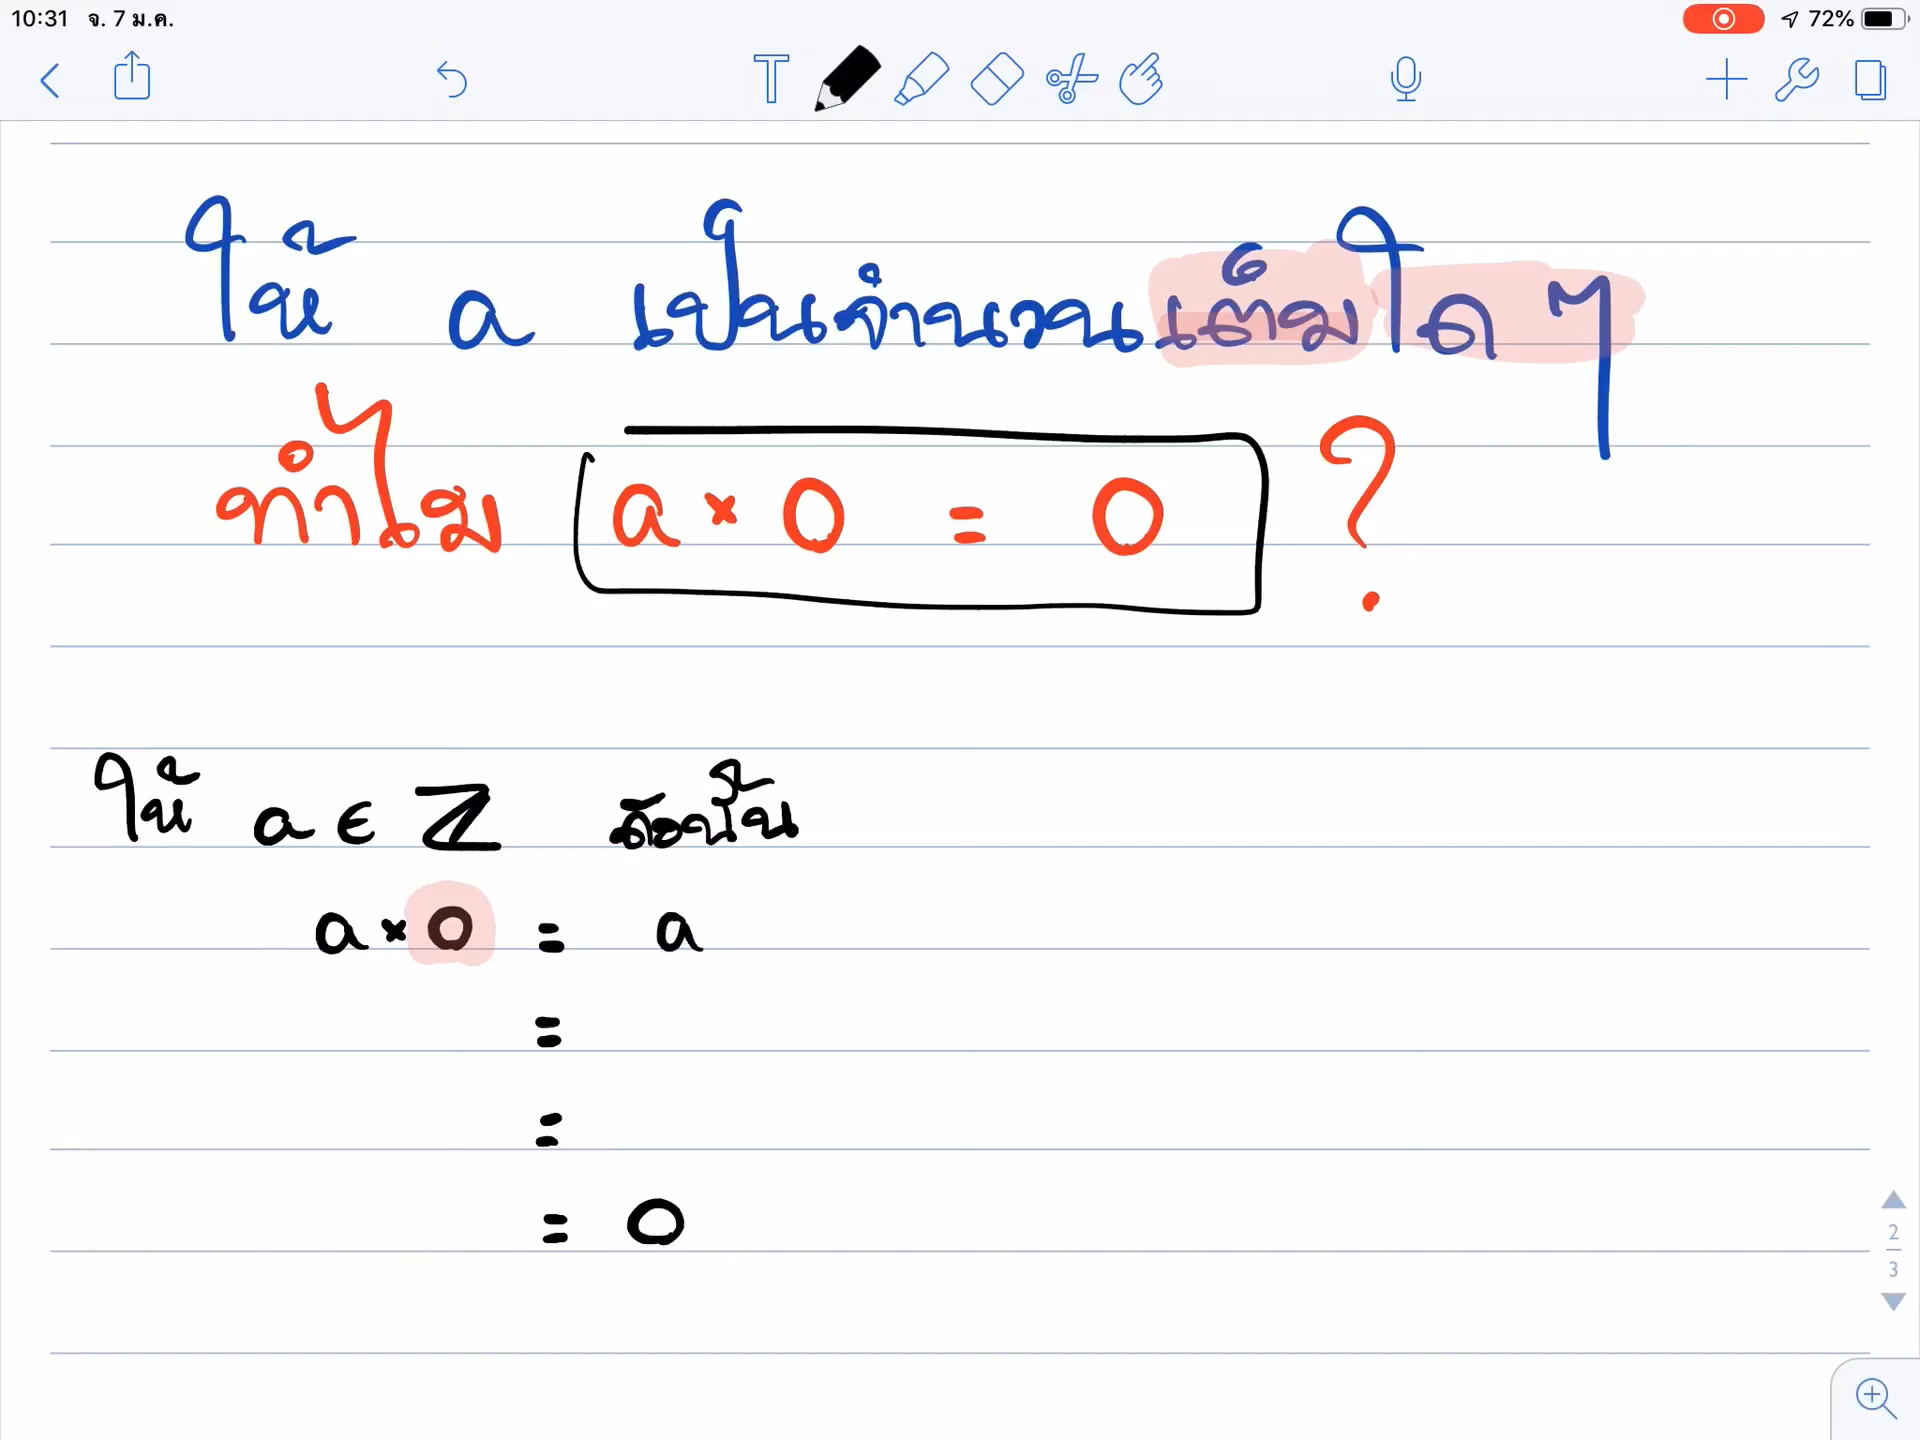 10:31 จ. 7 ม.ค. 72%
T
ให้ a เป็นจำนวนเต็มใด ๆ
ทำไม a × 0 = 0 ?
ให้ a ∈ ℤ ดังนั้น
a × 0 = a
=
=
= 0
2
3